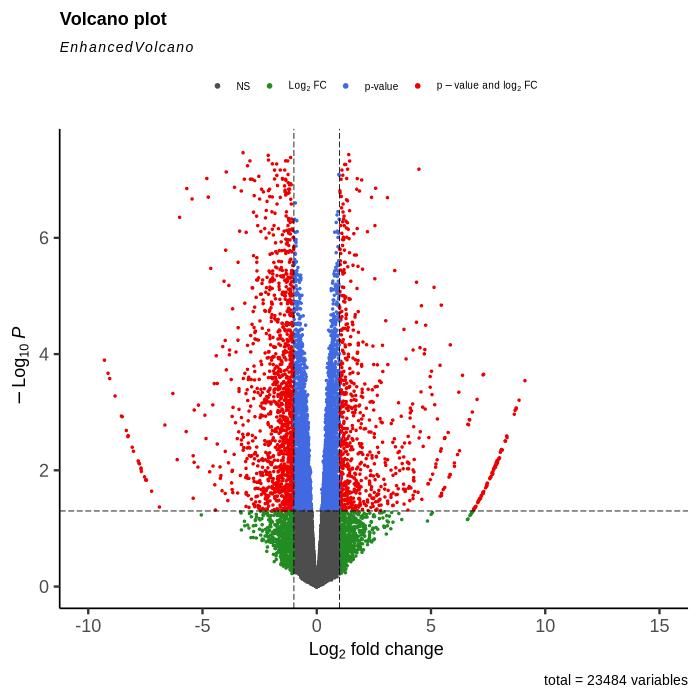 Volcano plot
EnhancedVolcano
NS Log₂ FC p-value p − value and log₂ FC
6
4
2
0
− Log₁₀ P
-10 -5 0 5 10 15
Log₂ fold change
total = 23484 variables